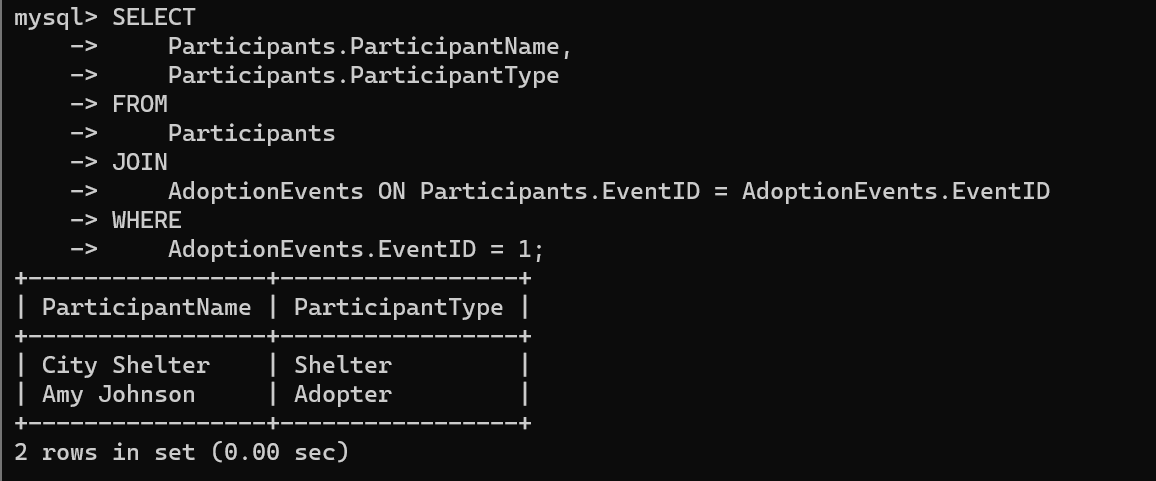 mysql> SELECT
    ->     Participants.ParticipantName,
    ->     Participants.ParticipantType
    -> FROM
    ->     Participants
    -> JOIN
    ->     AdoptionEvents ON Participants.EventID = AdoptionEvents.EventID
    -> WHERE
    ->     AdoptionEvents.EventID = 1;
+-----------------+-----------------+
| ParticipantName | ParticipantType |
+-----------------+-----------------+
| City Shelter    | Shelter         |
| Amy Johnson     | Adopter         |
+-----------------+-----------------+
2 rows in set (0.00 sec)